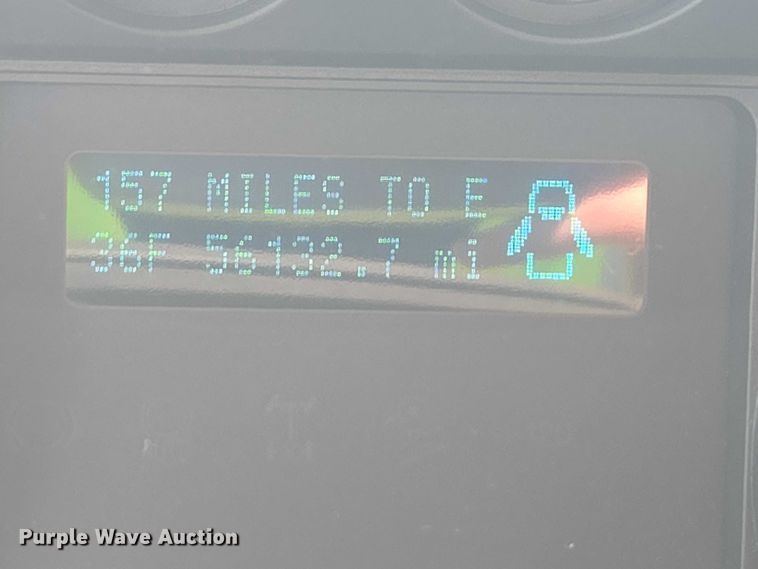 157 MILES TO E
36F 56132.7 mi
Purple Wave Auction